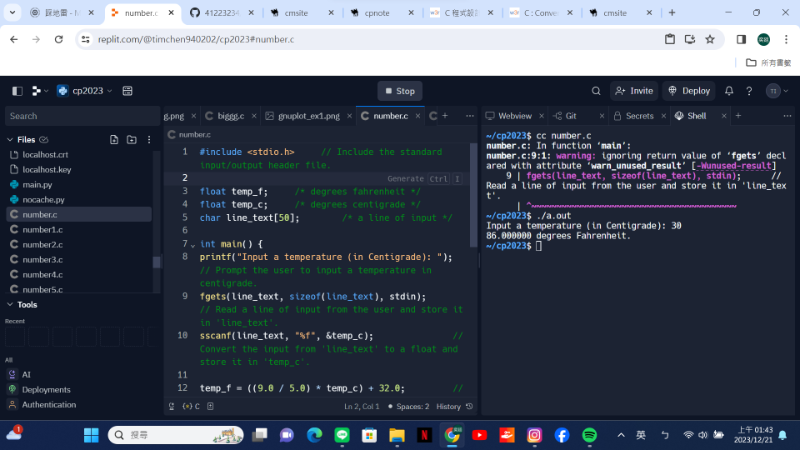 number.c
41223234
cmsite
cpnote
C : Conver
cmsite
replit.com/@timchen940202/cp2023#number.c
所有書籤
cp2023
Stop
Invite
Deploy
Search
Files
localhost.crt
localhost.key
main.py
nocache.py
number.c
number1.c
number2.c
number3.c
number4.c
number5.c
Tools
Recent
All
AI
Deployments
Authentication
g.png
biggg.c
gnuplot_ex1.png
number.c
C
number.c
1 #include <stdio.h> // Include the standard
input/output header file.
2
Generate Ctrl I
3 float temp_f; /* degrees fahrenheit */
4 float temp_c; /* degrees centigrade */
5 char line_text[50]; /* a line of input */
6
7 int main() {
8 printf("Input a temperature (in Centigrade): ");
// Prompt the user to input a temperature in
centigrade.
9 fgets(line_text, sizeof(line_text), stdin);
// Read a line of input from the user and store it
in 'line_text'.
10 sscanf(line_text, "%f", &temp_c); //
Convert the input from 'line_text' to a float and
store it in 'temp_c'.
11
12 temp_f = ((9.0 / 5.0) * temp_c) + 32.0; //
{×} C
Ln 2, Col 1
Spaces: 2
History
Webview
Git
Secrets
Shell
~/cp2023$ cc number.c
number.c: In function ‘main’:
number.c:9:1: warning: ignoring return value of ‘fgets’ decl
ared with attribute ‘warn_unused_result’ [-Wunused-result]
9 | fgets(line_text, sizeof(line_text), stdin); //
Read a line of input from the user and store it in 'line_tex
t'.
| ^~~~~~~~~~~~~~~~~~~~~~~~~~~~~~~~~~~~~~~~~~
~/cp2023$ ./a.out
Input a temperature (in Centigrade): 30
86.000000 degrees Fahrenheit.
~/cp2023$
1
搜尋
英
上午 01:43
2023/12/21